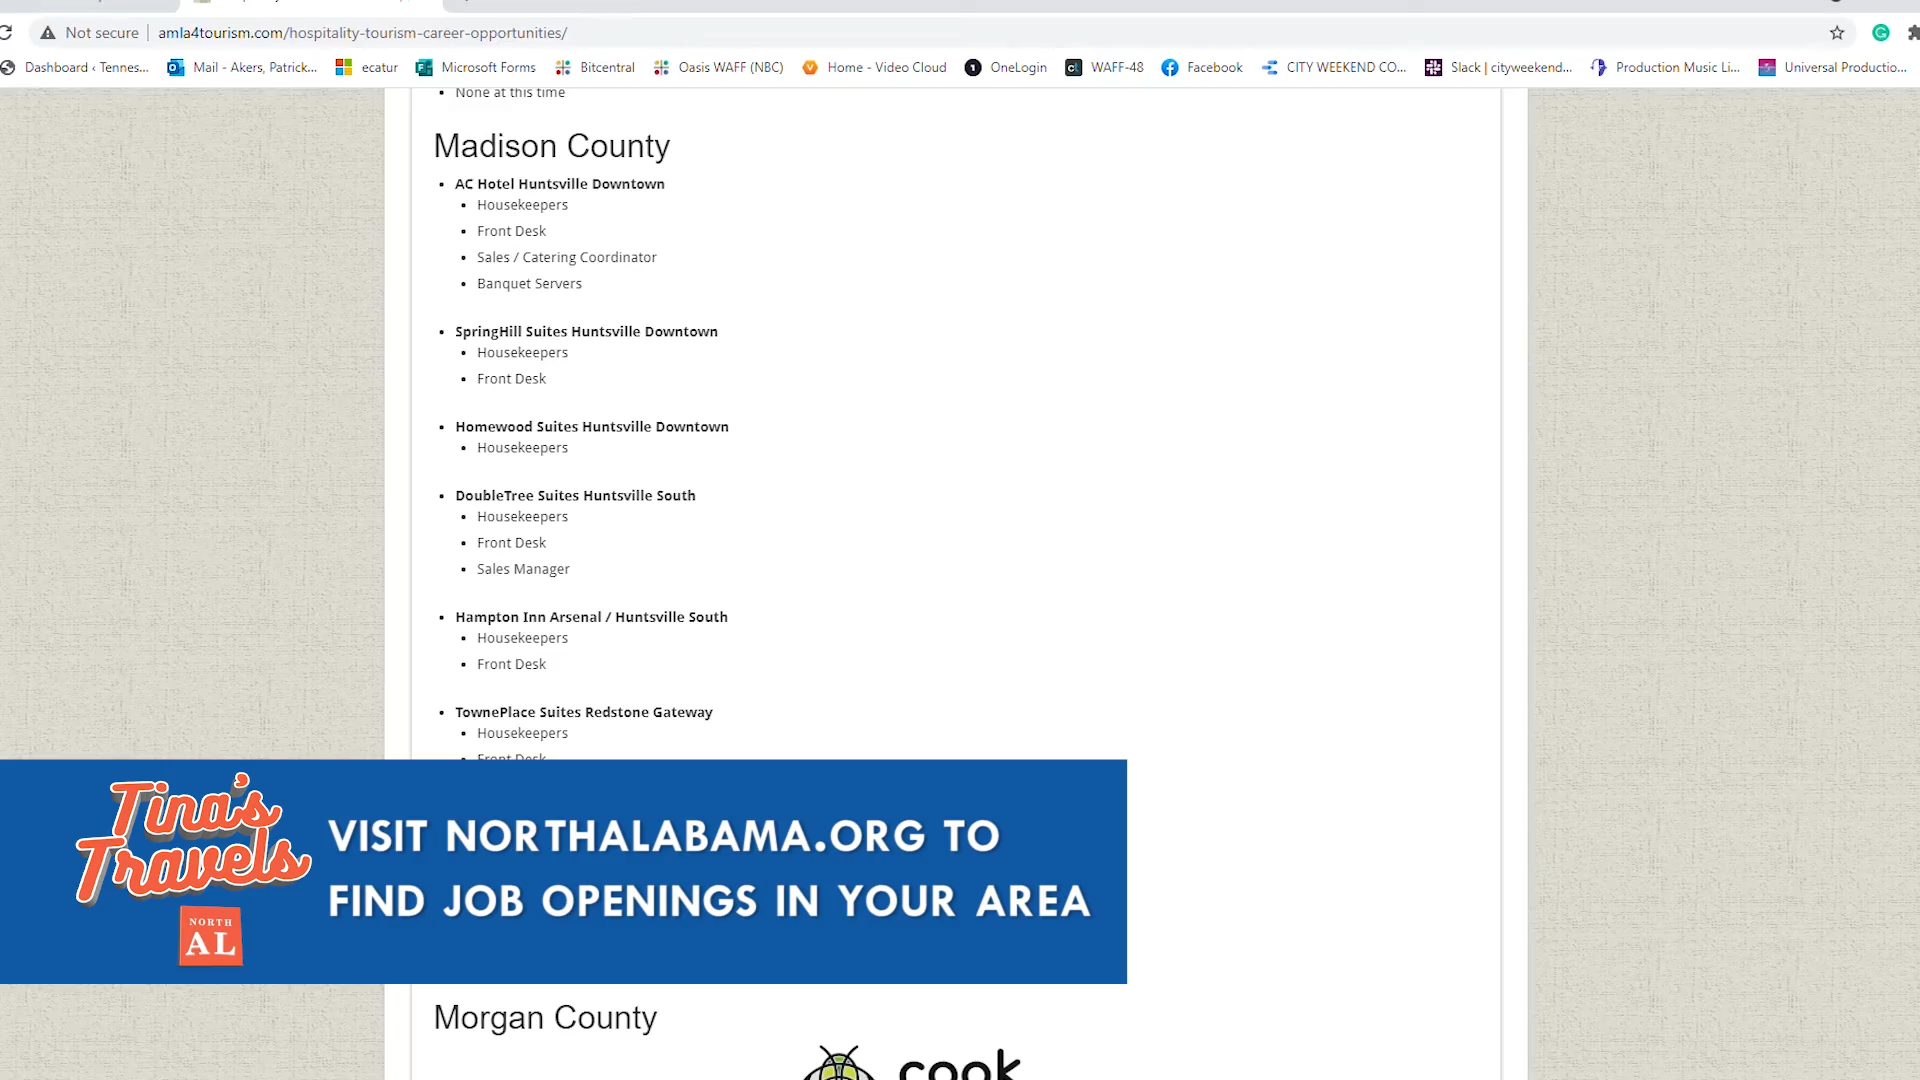 Not secure
amla4tourism.com/hospitality-tourism-career-opportunities/
Dashboard ‹ Tennes...
Mail - Akers, Patrick...
ecatur
Microsoft Forms
Bitcentral
Oasis WAFF (NBC)
Home - Video Cloud
OneLogin
WAFF-48
Facebook
CITY WEEKEND CO...
Slack | cityweekend...
Production Music Li...
Universal Productio...
None at this time
Madison County
AC Hotel Huntsville Downtown
Housekeepers
Front Desk
Sales / Catering Coordinator
Banquet Servers
SpringHill Suites Huntsville Downtown
Housekeepers
Front Desk
Homewood Suites Huntsville Downtown
Housekeepers
DoubleTree Suites Huntsville South
Housekeepers
Front Desk
Sales Manager
Hampton Inn Arsenal / Huntsville South
Housekeepers
Front Desk
TownePlace Suites Redstone Gateway
Housekeepers
Front Desk
Tina's
Travels
NORTH
AL
VISIT NORTHALABAMA.ORG TO
FIND JOB OPENINGS IN YOUR AREA
Morgan County
cook